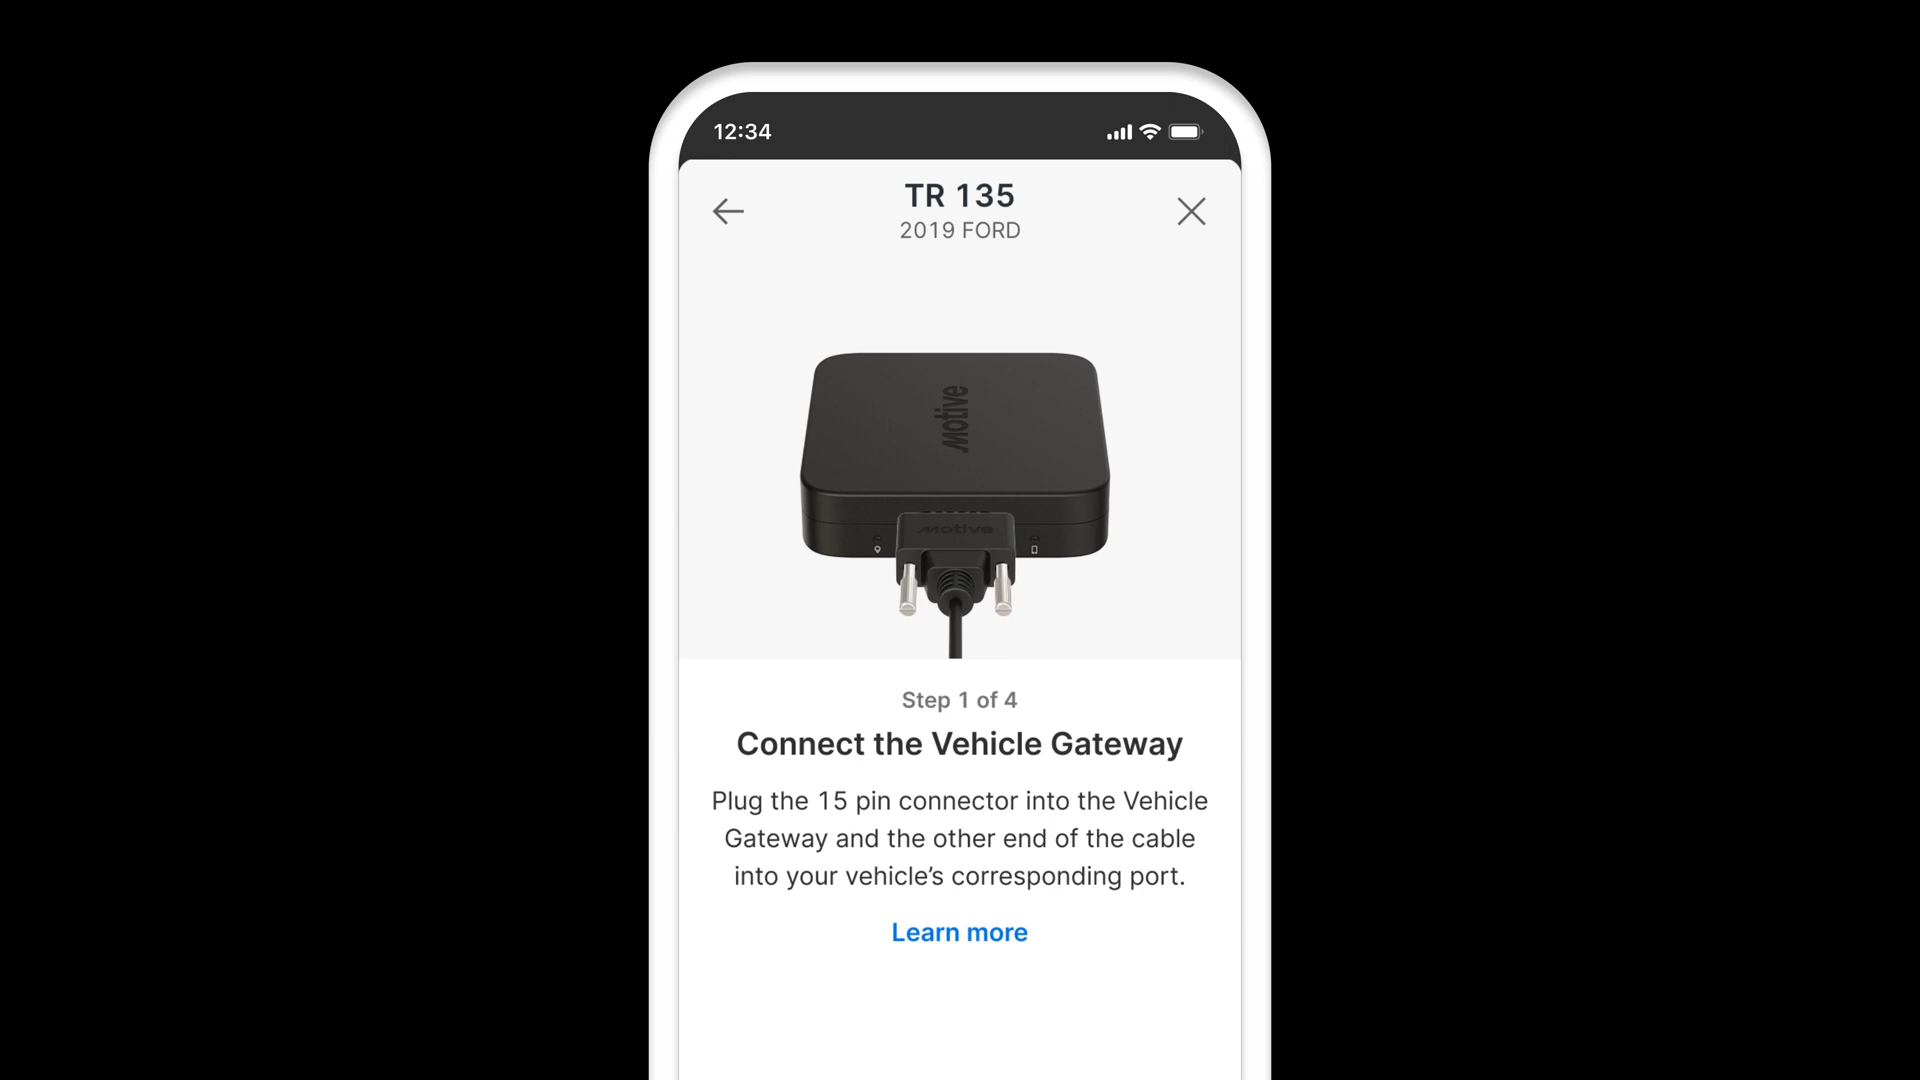 12:34
TR 135
2019 FORD
motive
motive
Step 1 of 4
Connect the Vehicle Gateway
Plug the 15 pin connector into the Vehicle
Gateway and the other end of the cable
into your vehicle’s corresponding port.
Learn more